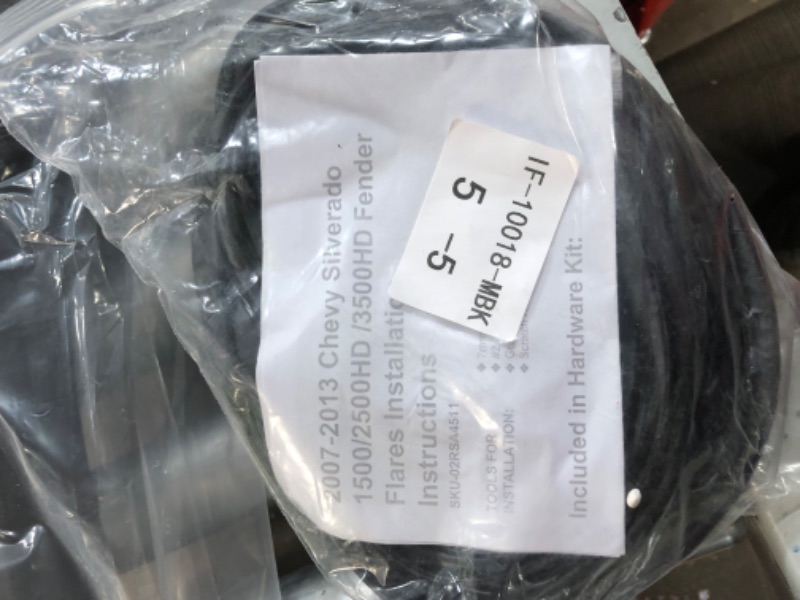 2007-2013 Chevy Silverado
1500/2500HD /3500HD Fender
Flares Installatio
Instructions
SKU-02RSA4511
TOOLS FOR
INSTALLATION:
Included in Hardware Kit:
IF-10018-MBK
5 -5